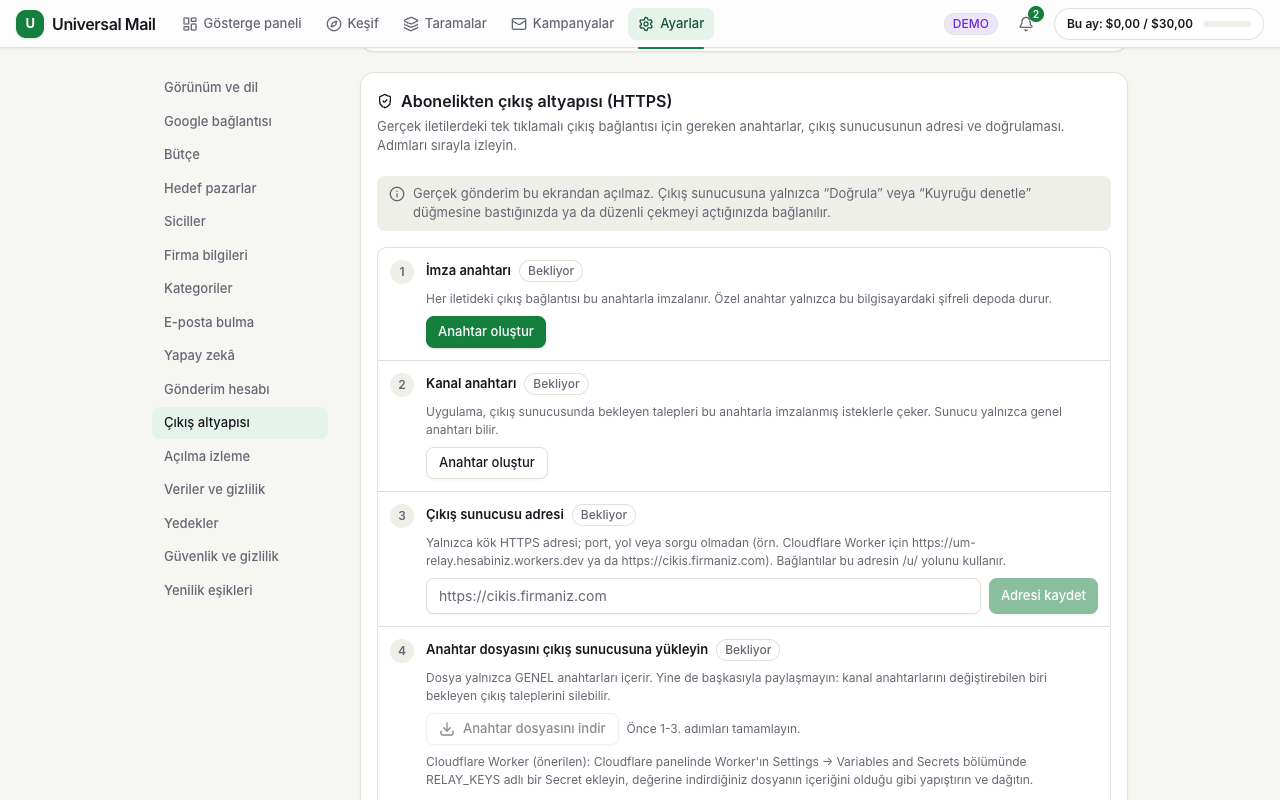 U Universal Mail Gösterge paneli Keşif Taramalar Kampanyalar Ayarlar DEMO 2 Bu ay: $0,00 / $30,00
Görünüm ve dil
Google bağlantısı
Bütçe
Hedef pazarlar
Siciller
Firma bilgileri
Kategoriler
E-posta bulma
Yapay zekâ
Gönderim hesabı
Çıkış altyapısı
Açılma izleme
Veriler ve gizlilik
Yedekler
Güvenlik ve gizlilik
Yenilik eşikleri
Abonelikten çıkış altyapısı (HTTPS)
Gerçek iletilerdeki tek tıklamalı çıkış bağlantısı için gereken anahtarlar, çıkış sunucusunun adresi ve doğrulaması.
Adımları sırayla izleyin.
Gerçek gönderim bu ekrandan açılmaz. Çıkış sunucusuna yalnızca “Doğrula” veya “Kuyruğu denetle”
düğmesine bastığınızda ya da düzenli çekmeyi açtığınızda bağlanılır.
1 İmza anahtarı Bekliyor
Her iletideki çıkış bağlantısı bu anahtarla imzalanır. Özel anahtar yalnızca bu bilgisayardaki şifreli depoda durur.
Anahtar oluştur
2 Kanal anahtarı Bekliyor
Uygulama, çıkış sunucusunda bekleyen talepleri bu anahtarla imzalanmış isteklerle çeker. Sunucu yalnızca genel
anahtarı bilir.
Anahtar oluştur
3 Çıkış sunucusu adresi Bekliyor
Yalnızca kök HTTPS adresi; port, yol veya sorgu olmadan (örn. Cloudflare Worker için https://um-
relay.hesabiniz.workers.dev ya da https://cikis.firmaniz.com). Bağlantılar bu adresin /u/ yolunu kullanır.
https://cikis.firmaniz.com Adresi kaydet
4 Anahtar dosyasını çıkış sunucusuna yükleyin Bekliyor
Dosya yalnızca GENEL anahtarları içerir. Yine de başkasıyla paylaşmayın: kanal anahtarlarını değiştirebilen biri
bekleyen çıkış taleplerini silebilir.
Anahtar dosyasını indir Önce 1-3. adımları tamamlayın.
Cloudflare Worker (önerilen): Cloudflare panelinde Worker'ın Settings → Variables and Secrets bölümünde
RELAY_KEYS adlı bir Secret ekleyin, değerine indirdiğiniz dosyanın içeriğini olduğu gibi yapıştırın ve dağıtın.